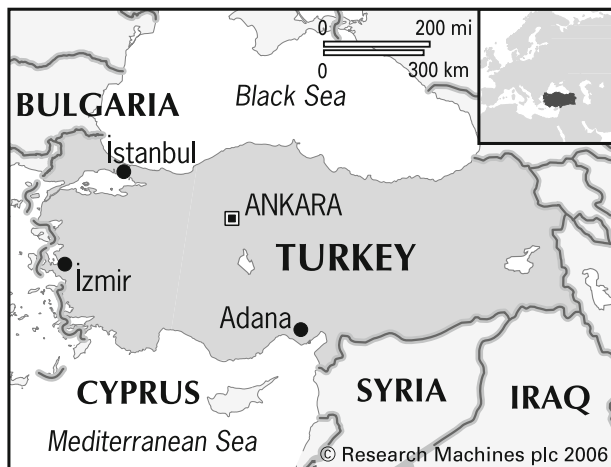 0 200 mi
0 300 km
BULGARIA
Black Sea
İstanbul
ANKARA
TURKEY
İzmir
Adana
CYPRUS
SYRIA
IRAQ
Mediterranean Sea
© Research Machines plc 2006